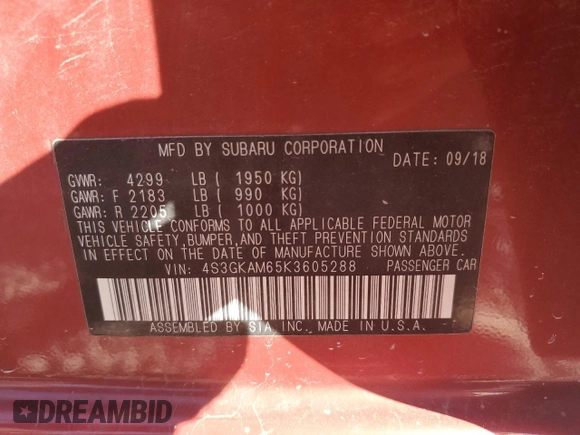 MFD BY SUBARU CORPORATION
DATE: 09/18
GVWR: 4299 LB ( 1950 KG)
GAWR: F 2183 LB ( 990 KG)
GAWR: R 2205 LB ( 1000 KG)
THIS VEHICLE CONFORMS TO ALL APPLICABLE FEDERAL MOTOR
VEHICLE SAFETY,BUMPER,AND THEFT PREVENTION STANDARDS
IN EFFECT ON THE DATE OF MANUFACTURE SHOWN ABOVE.
VIN: 4S3GKAM65K3605288 PASSENGER CAR
ASSEMBLED BY SIA INC. MADE IN U.S.A.
DREAMBID